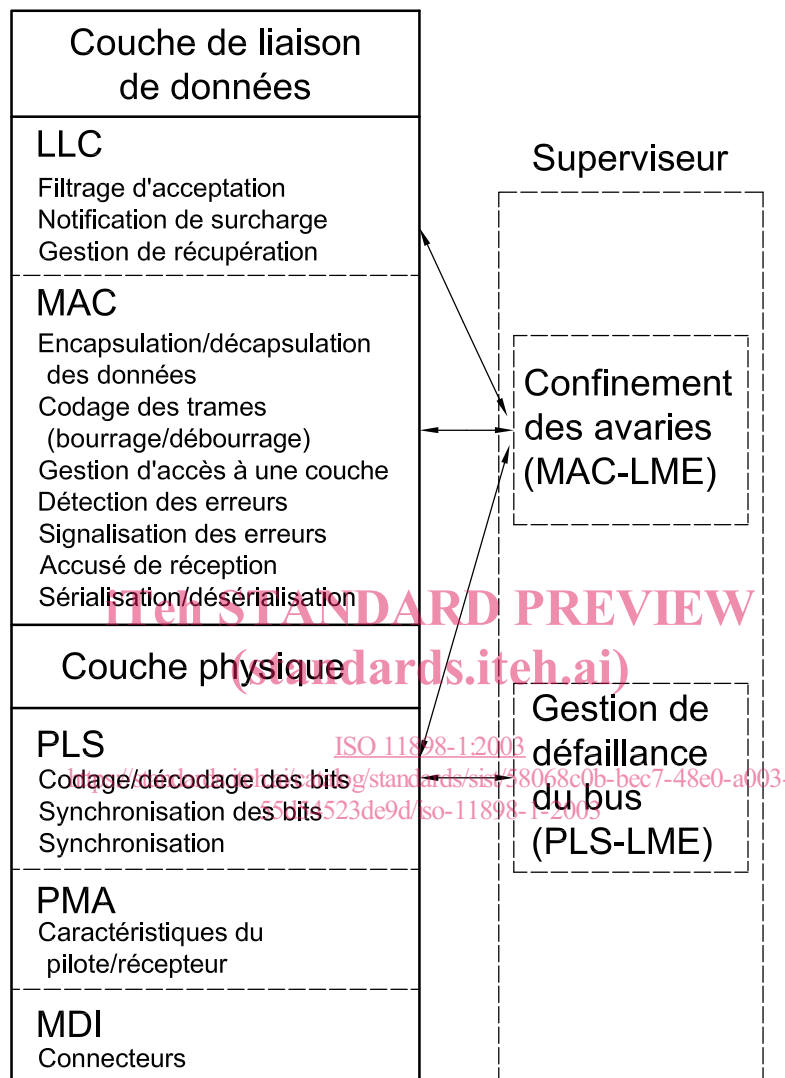 Couche de liaison
de données
LLC
Filtrage d'acceptation
Notification de surcharge
Gestion de récupération
MAC
Encapsulation/décapsulation
des données
Codage des trames
(bourrage/débourrage)
Gestion d'accès à une couche
Détection des erreurs
Signalisation des erreurs
Accusé de réception
Sérialisation/désérialisation
Couche physique
PLS
Codage/décodage des bits
Synchronisation des bits
Synchronisation
PMA
Caractéristiques du
pilote/récepteur
MDI
Connecteurs
Superviseur
Confinement
des avaries
(MAC-LME)
Gestion de
défaillance
du bus
(PLS-LME)
iTeh STANDARD PREVIEW
(standards.iteh.ai)
ISO 11898-1:2003